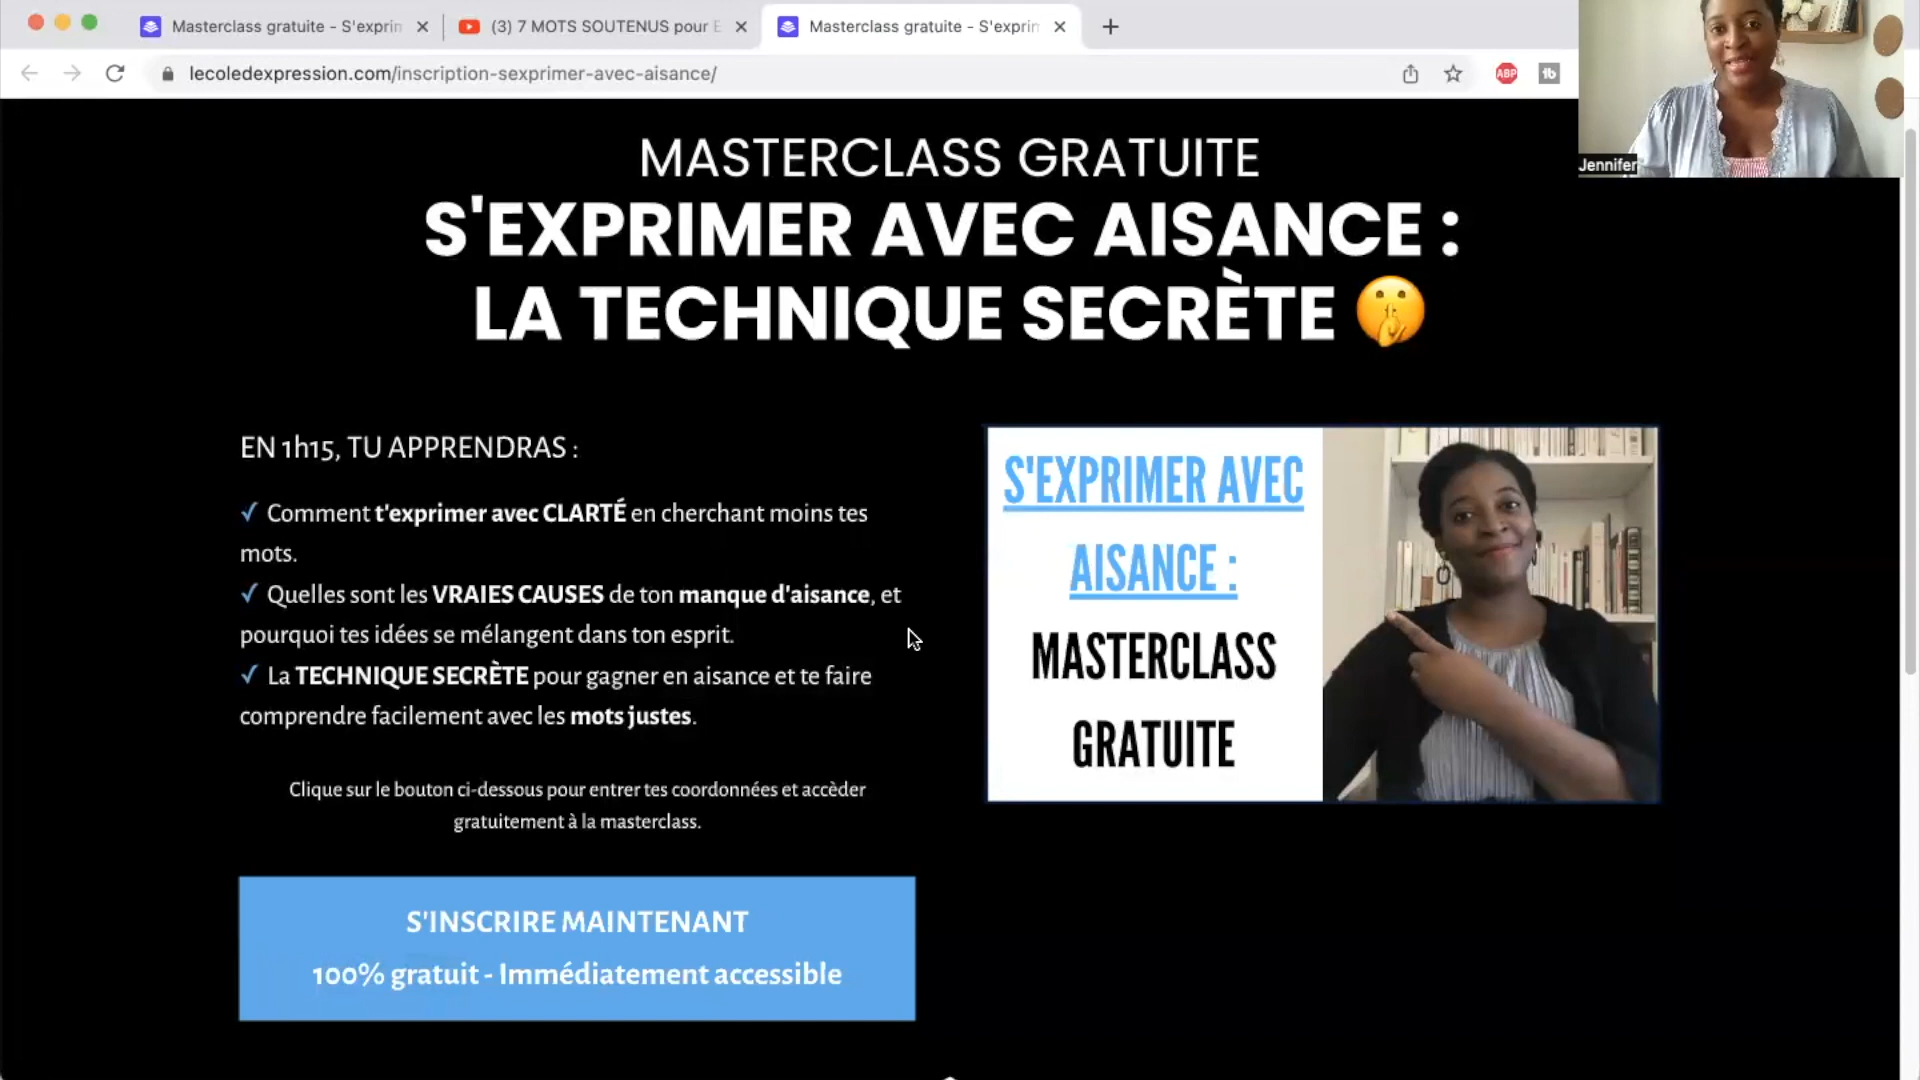 Masterclass gratuite - S'exprin
(3) 7 MOTS SOUTENUS pour E
Masterclass gratuite - S'exprin
lecoledexpression.com/inscription-sexprimer-avec-aisance/
ABP
tb
Jennifer
MASTERCLASS GRATUITE
S'EXPRIMER AVEC AISANCE :
LA TECHNIQUE SECRÈTE 🤫
EN 1h15, TU APPRENDRAS :
✓ Comment t'exprimer avec CLARTÉ en cherchant moins tes
mots.
✓ Quelles sont les VRAIES CAUSES de ton manque d'aisance, et
pourquoi tes idées se mélangent dans ton esprit.
✓ La TECHNIQUE SECRÈTE pour gagner en aisance et te faire
comprendre facilement avec les mots justes.
Clique sur le bouton ci-dessous pour entrer tes coordonnées et accèder
gratuitement à la masterclass.
S'INSCRIRE MAINTENANT
100% gratuit - Immédiatement accessible
S'EXPRIMER AVEC
AISANCE :
MASTERCLASS
GRATUITE